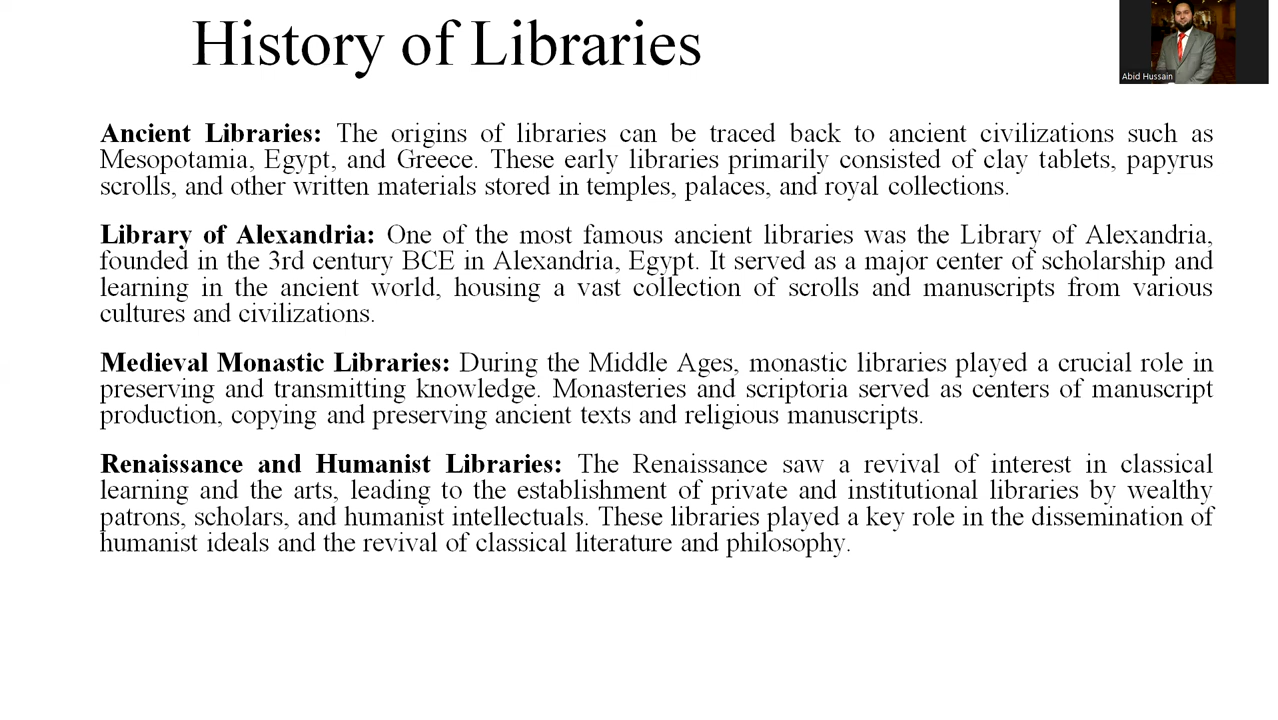 History of Libraries
Abid Hussain
Ancient Libraries: The origins of libraries can be traced back to ancient civilizations such as
Mesopotamia, Egypt, and Greece. These early libraries primarily consisted of clay tablets, papyrus
scrolls, and other written materials stored in temples, palaces, and royal collections.
Library of Alexandria: One of the most famous ancient libraries was the Library of Alexandria,
founded in the 3rd century BCE in Alexandria, Egypt. It served as a major center of scholarship and
learning in the ancient world, housing a vast collection of scrolls and manuscripts from various
cultures and civilizations.
Medieval Monastic Libraries: During the Middle Ages, monastic libraries played a crucial role in
preserving and transmitting knowledge. Monasteries and scriptoria served as centers of manuscript
production, copying and preserving ancient texts and religious manuscripts.
Renaissance and Humanist Libraries: The Renaissance saw a revival of interest in classical
learning and the arts, leading to the establishment of private and institutional libraries by wealthy
patrons, scholars, and humanist intellectuals. These libraries played a key role in the dissemination of
humanist ideals and the revival of classical literature and philosophy.